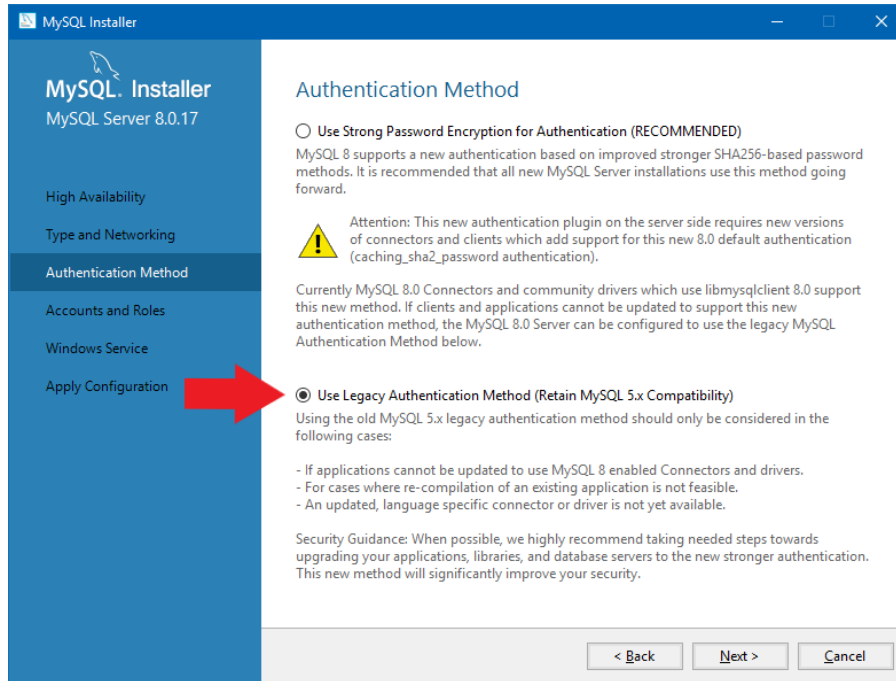 MySQL Installer
MySQL. Installer
MySQL Server 8.0.17
High Availability
Type and Networking
Authentication Method
Accounts and Roles
Windows Service
Apply Configuration
Authentication Method
Use Strong Password Encryption for Authentication (RECOMMENDED)
MySQL 8 supports a new authentication based on improved stronger SHA256-based password
methods. It is recommended that all new MySQL Server installations use this method going
forward.
Attention: This new authentication plugin on the server side requires new versions
of connectors and clients which add support for this new 8.0 default authentication
(caching_sha2_password authentication).
Currently MySQL 8.0 Connectors and community drivers which use libmysqlclient 8.0 support
this new method. If clients and applications cannot be updated to support this new
authentication method, the MySQL 8.0 Server can be configured to use the legacy MySQL
Authentication Method below.
Use Legacy Authentication Method (Retain MySQL 5.x Compatibility)
Using the old MySQL 5.x legacy authentication method should only be considered in the
following cases:
- If applications cannot be updated to use MySQL 8 enabled Connectors and drivers.
- For cases where re-compilation of an existing application is not feasible.
- An updated, language specific connector or driver is not yet available.
Security Guidance: When possible, we highly recommend taking needed steps towards
upgrading your applications, libraries, and database servers to the new stronger authentication.
This new method will significantly improve your security.
< Back
Next >
Cancel